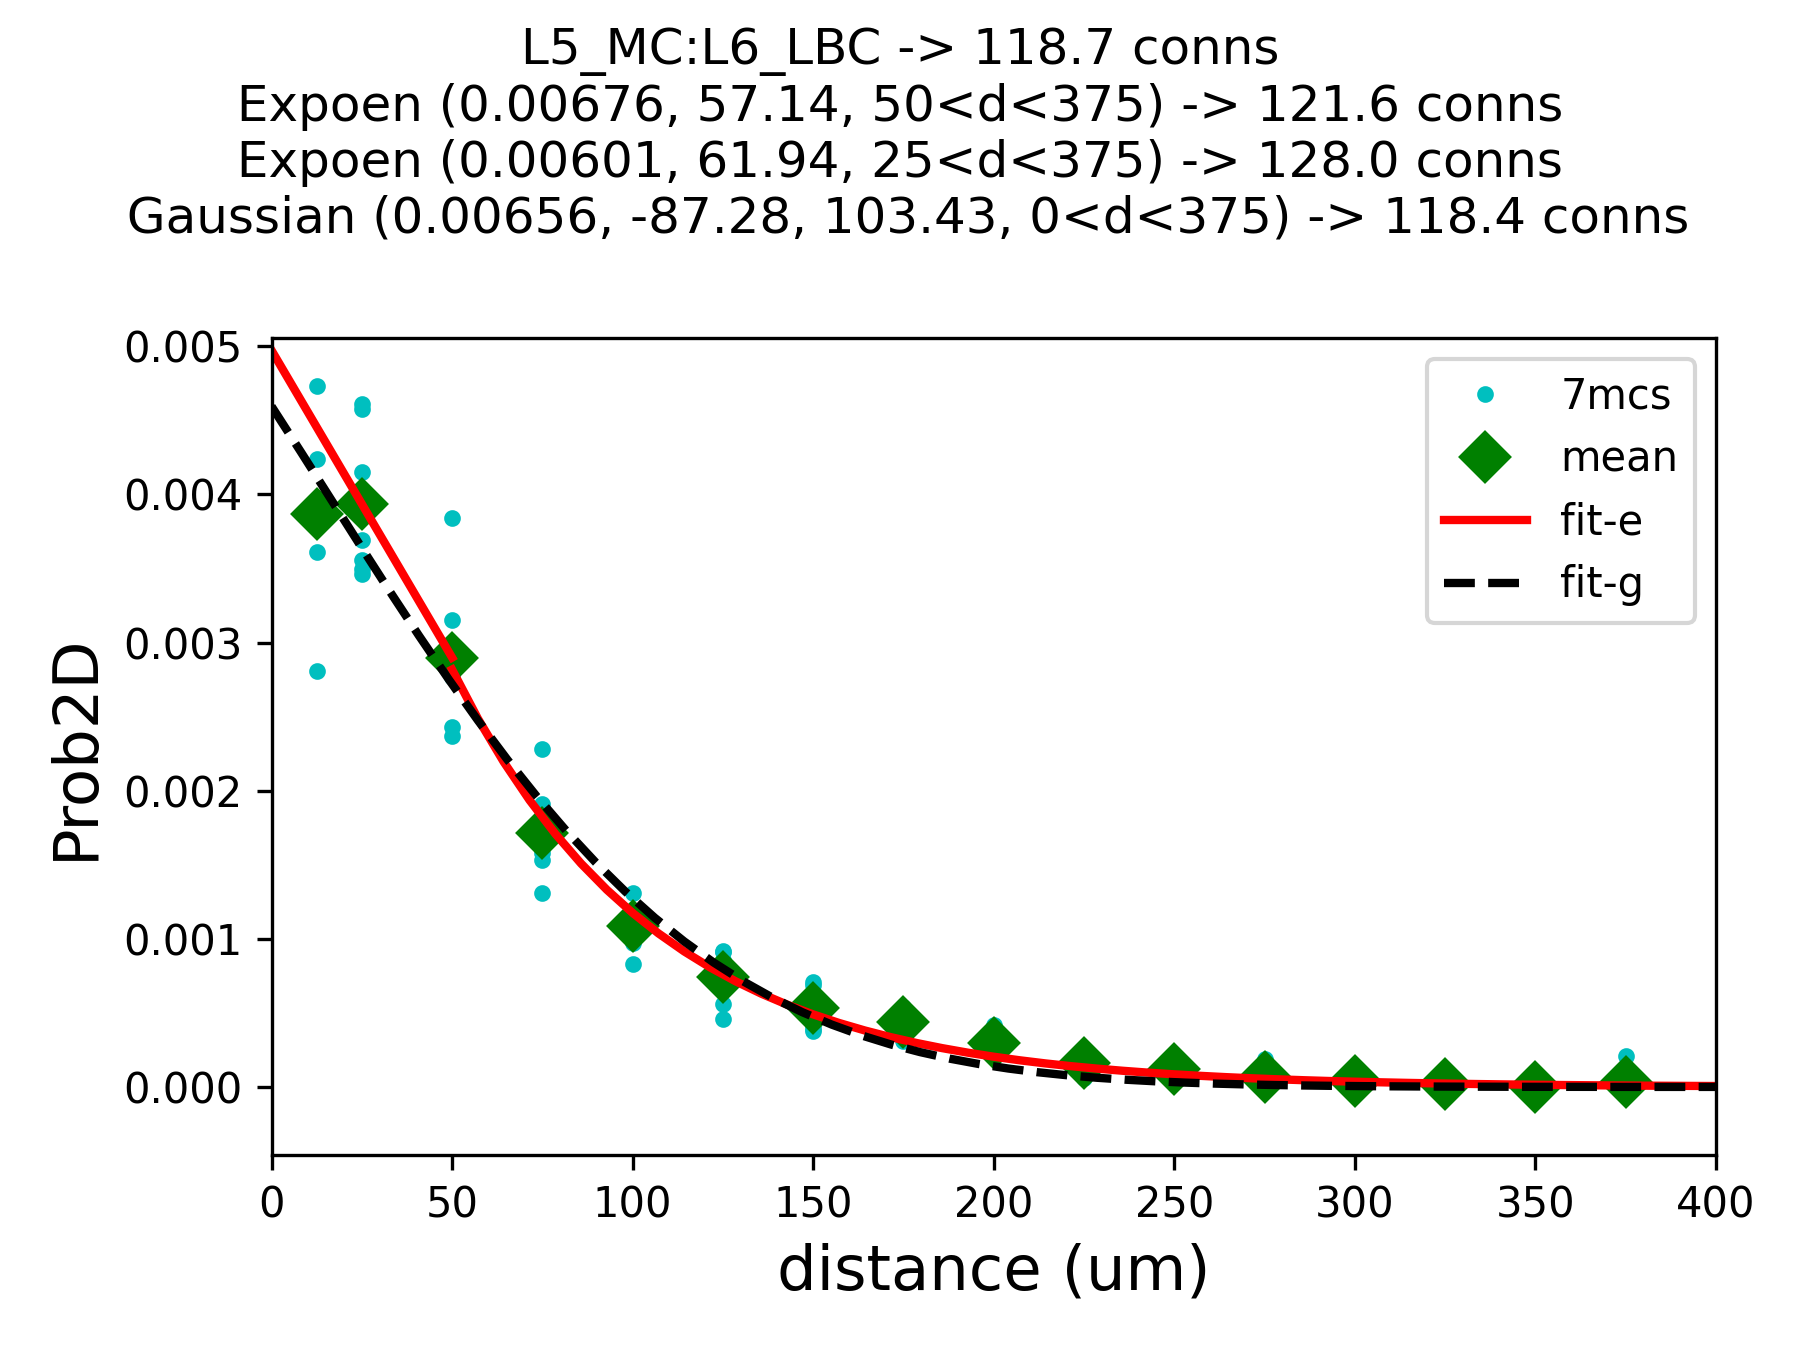 L5_MC:L6_LBC -> 118.7 conns
Expoen (0.00676, 57.14, 50<d<375) -> 121.6 conns
Expoen (0.00601, 61.94, 25<d<375) -> 128.0 conns
Gaussian (0.00656, -87.28, 103.43, 0<d<375) -> 118.4 conns
0.005
0.004
0.003
0.002
0.001
0.000
Prob2D
7mcs
mean
fit-e
fit-g
0 50 100 150 200 250 300 350 400
distance (um)